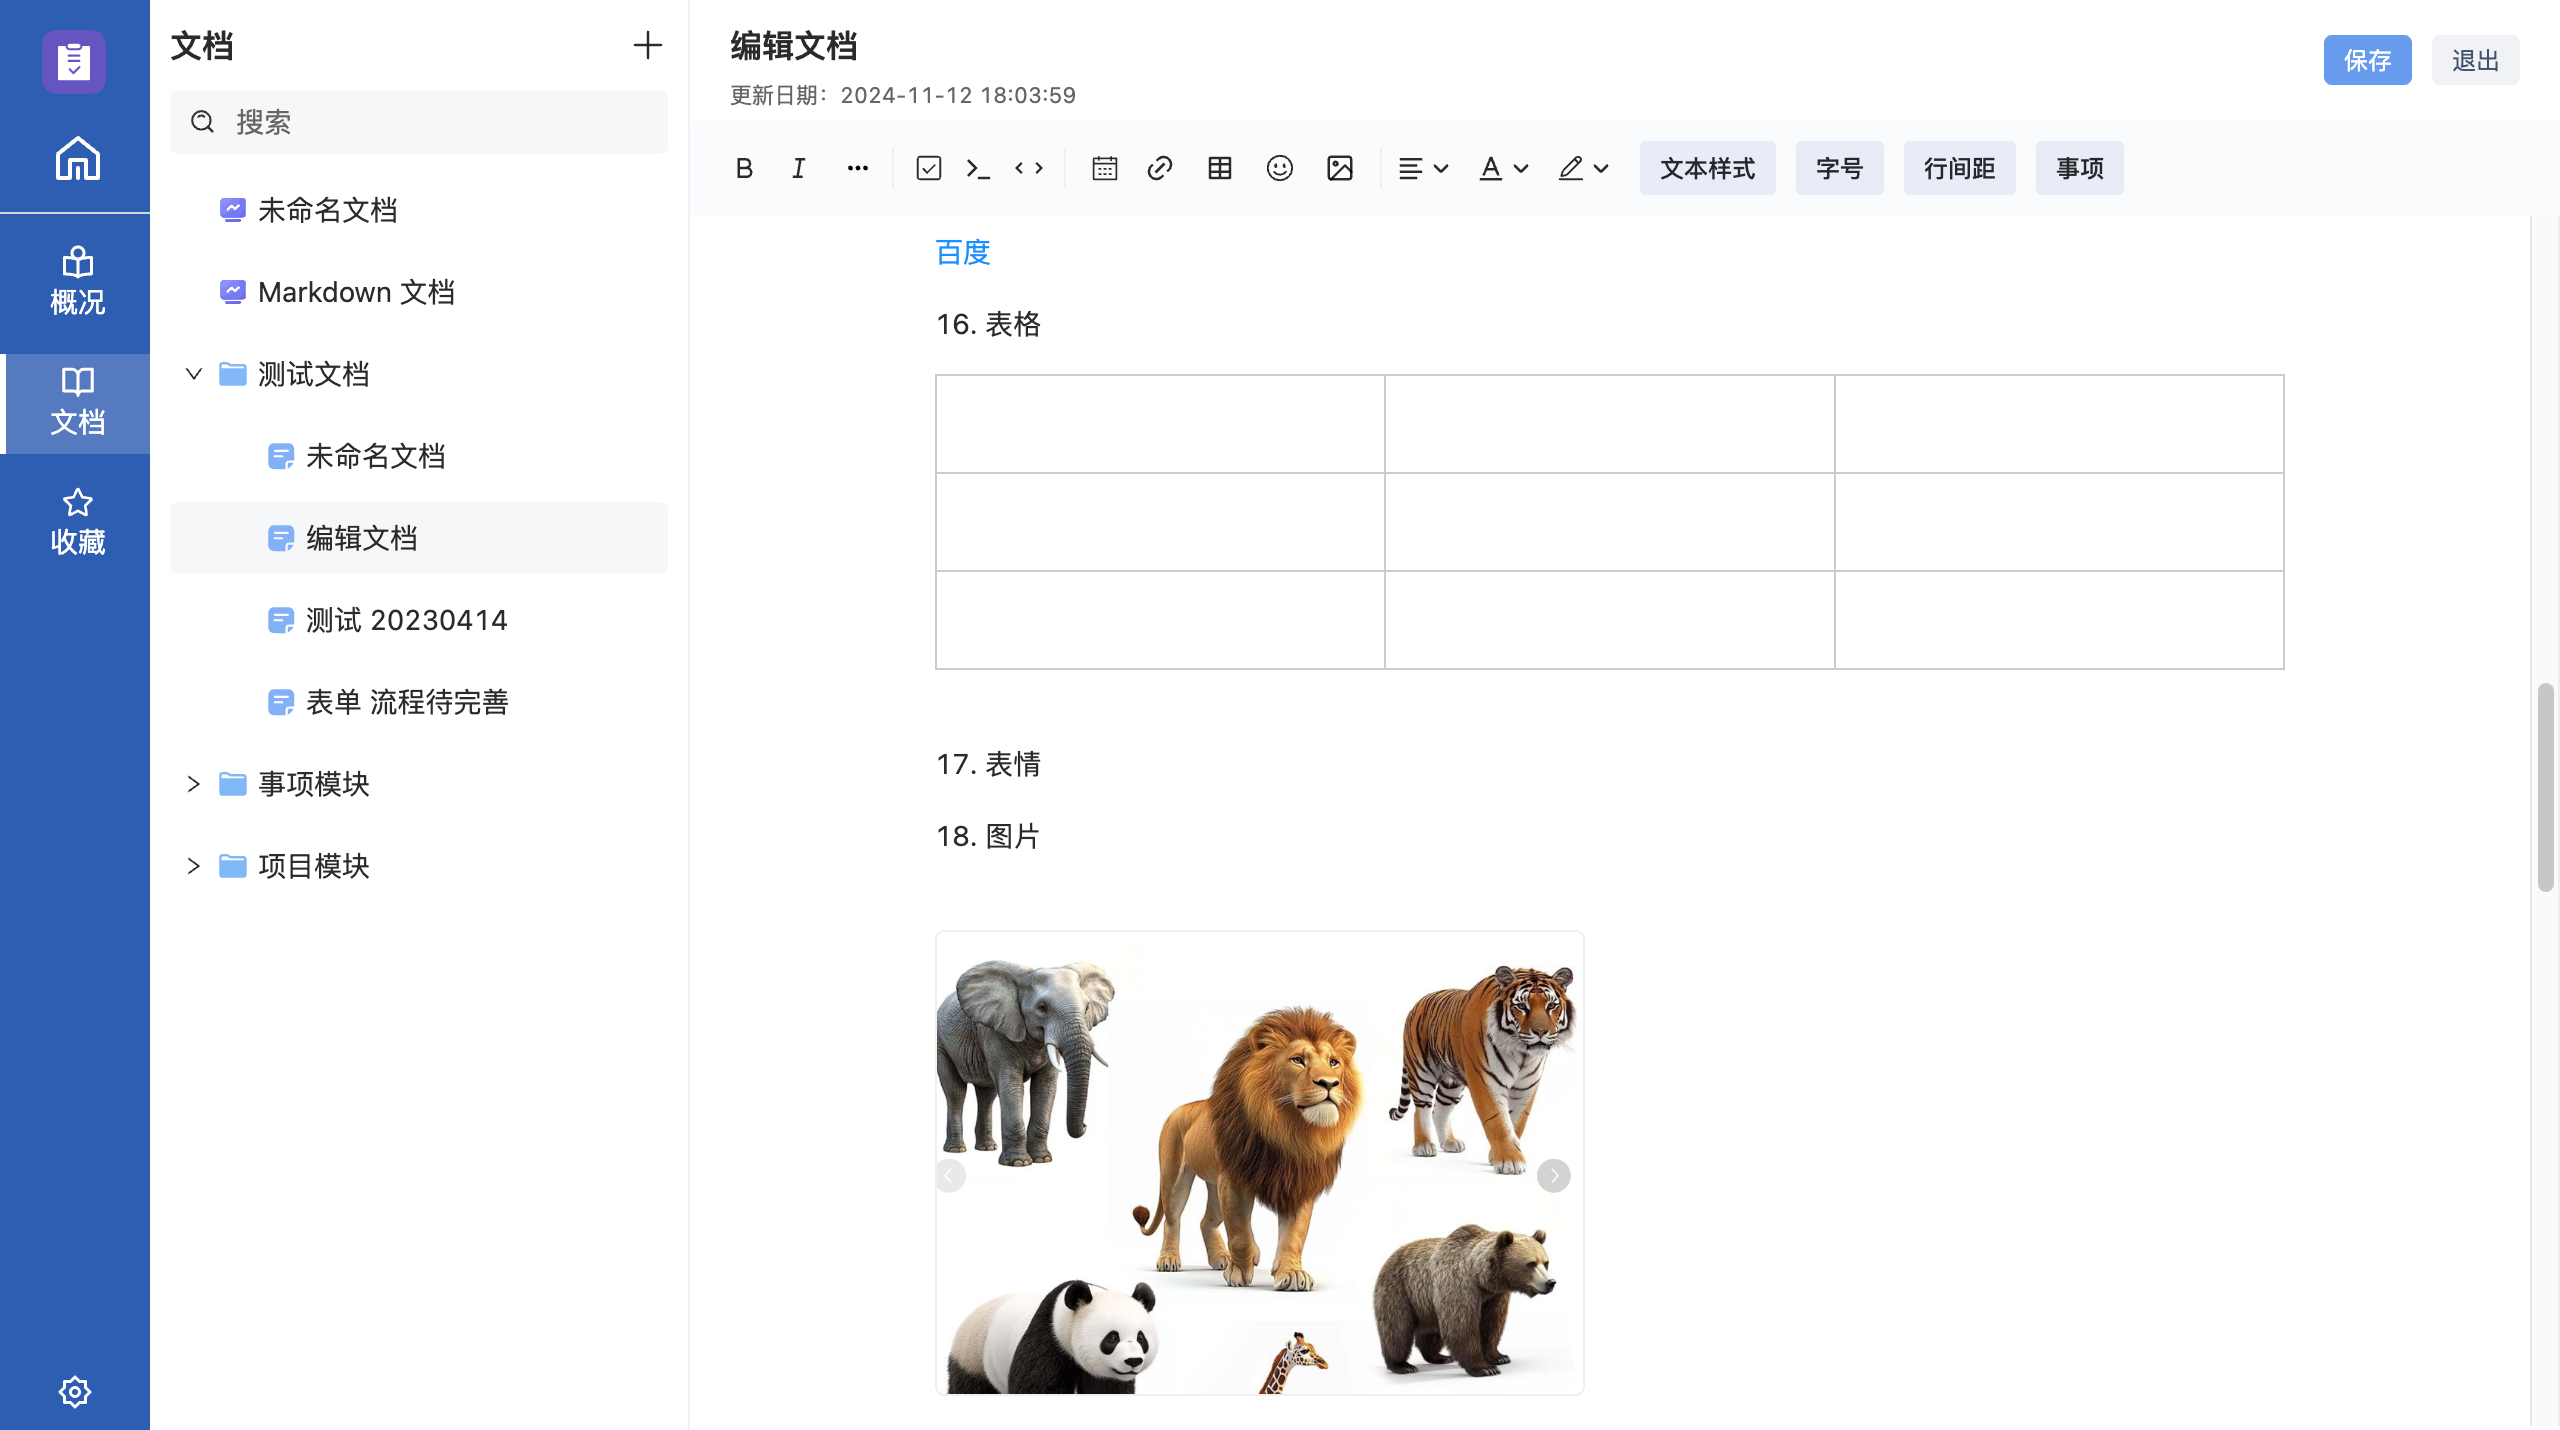 概况
文档
收藏
文档
搜索
未命名文档
Markdown 文档
测试文档
未命名文档
编辑文档
测试 20230414
表单 流程待完善
事项模块
项目模块
编辑文档
更新日期：2024-11-12 18:03:59
保存
退出
文本样式
字号
行间距
事项
百度
16. 表格
17. 表情
18. 图片